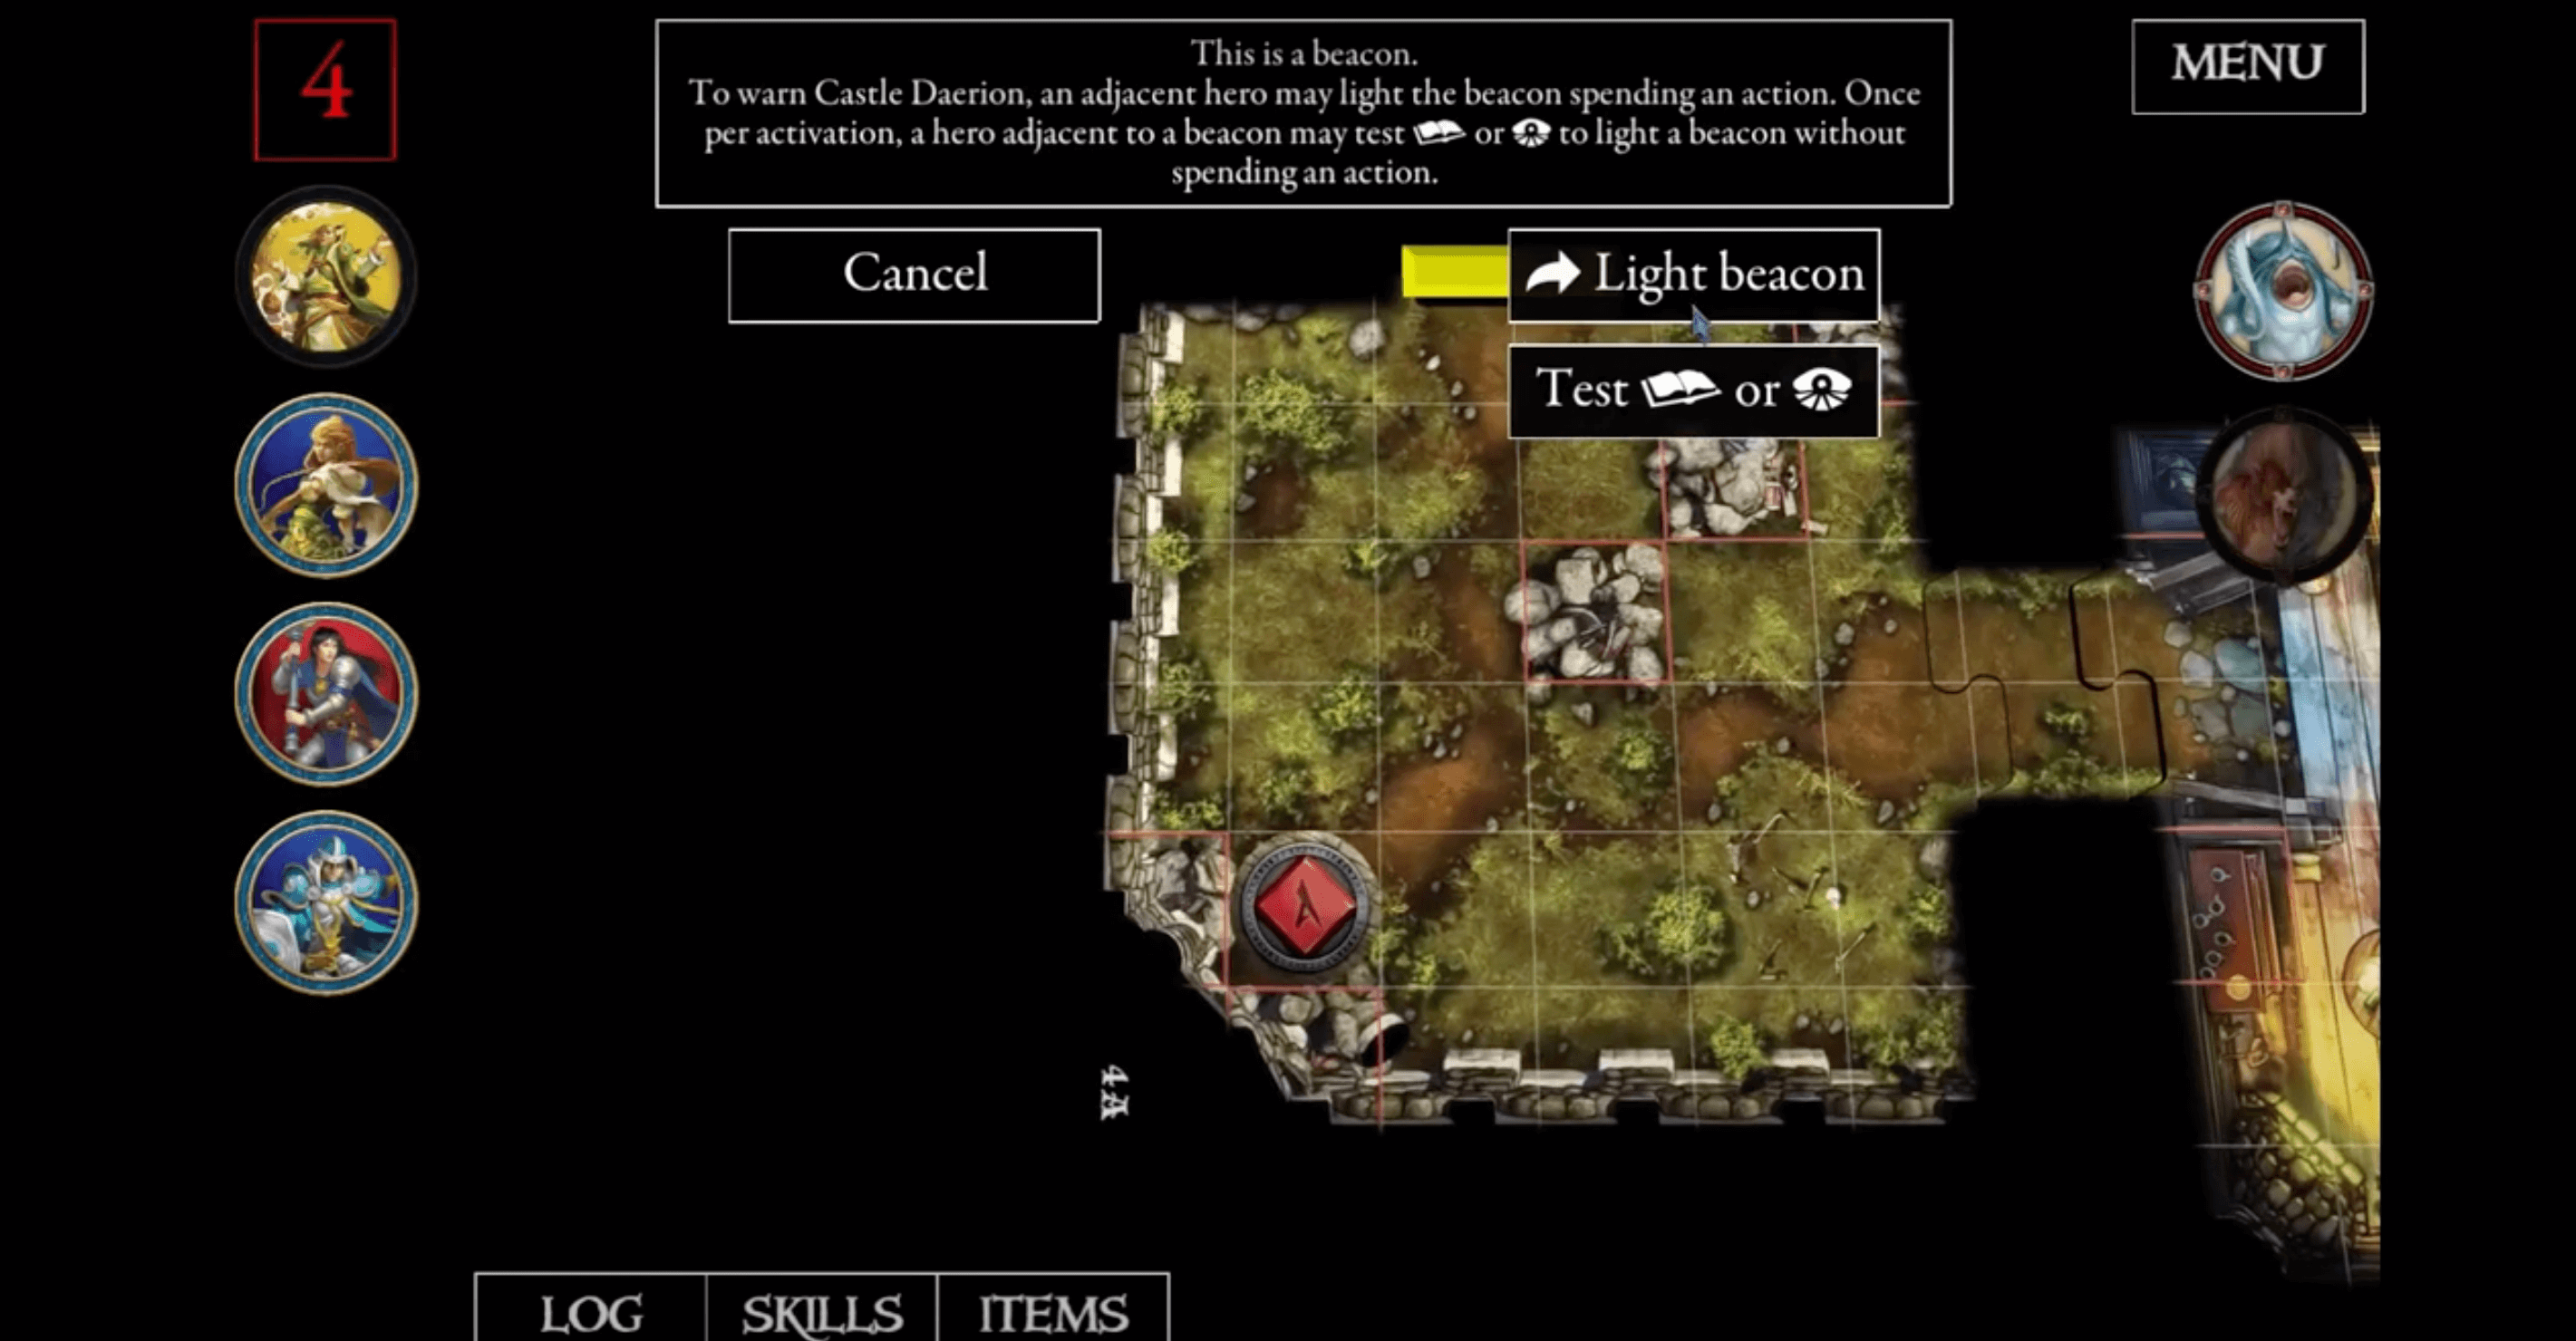 4
This is a beacon.
To warn Castle Daerion, an adjacent hero may light the beacon spending an action. Once
per activation, a hero adjacent to a beacon may test or to light a beacon without
spending an action.
MENU
Cancel
Light beacon
Test or
4A
LOG
SKILLS
ITEMS